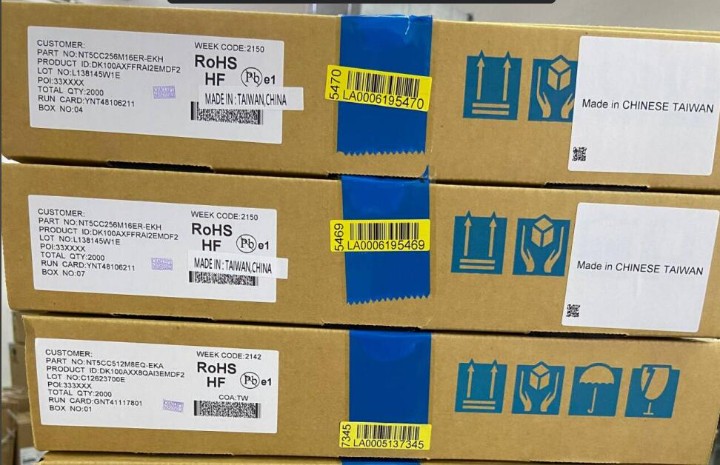 CUSTOMER:
PART NO:NT5CC256M16ER-EKH
PRODUCT ID:DK100AXFFRAI2EMDF2
LOT NO:L138145W1E
POI:33XXXX
TOTAL QTY:2000
RUN CARD:YNT48106211
BOX NO:04
WEEK CODE:2150
RoHS
HF
Pb e1
MADE IN : TAIWAN,CHINA
5470
LA0006195470
Made in CHINESE TAIWAN
CUSTOMER:
PART NO:NT5CC256M16ER-EKH
PRODUCT ID:DK100AXFFRAI2EMDF2
LOT NO:L138145W1E
POI:33XXXX
TOTAL QTY:2000
RUN CARD:YNT48106211
BOX NO:07
WEEK CODE:2150
RoHS
HF
Pb e1
MADE IN : TAIWAN,CHINA
5469
LA0006195469
Made in CHINESE TAIWAN
CUSTOMER:
PART NO:NT5CC512M8EQ-EKA
PRODUCT ID:DK100AXX8QAI3EMDF2
LOT NO:C12623700E
POI:333XXX
TOTAL QTY:2000
RUN CARD:GNT41117801
BOX NO:01
WEEK CODE:2142
RoHS
HF
Pb e1
COA:TW
7345
LA0005137345